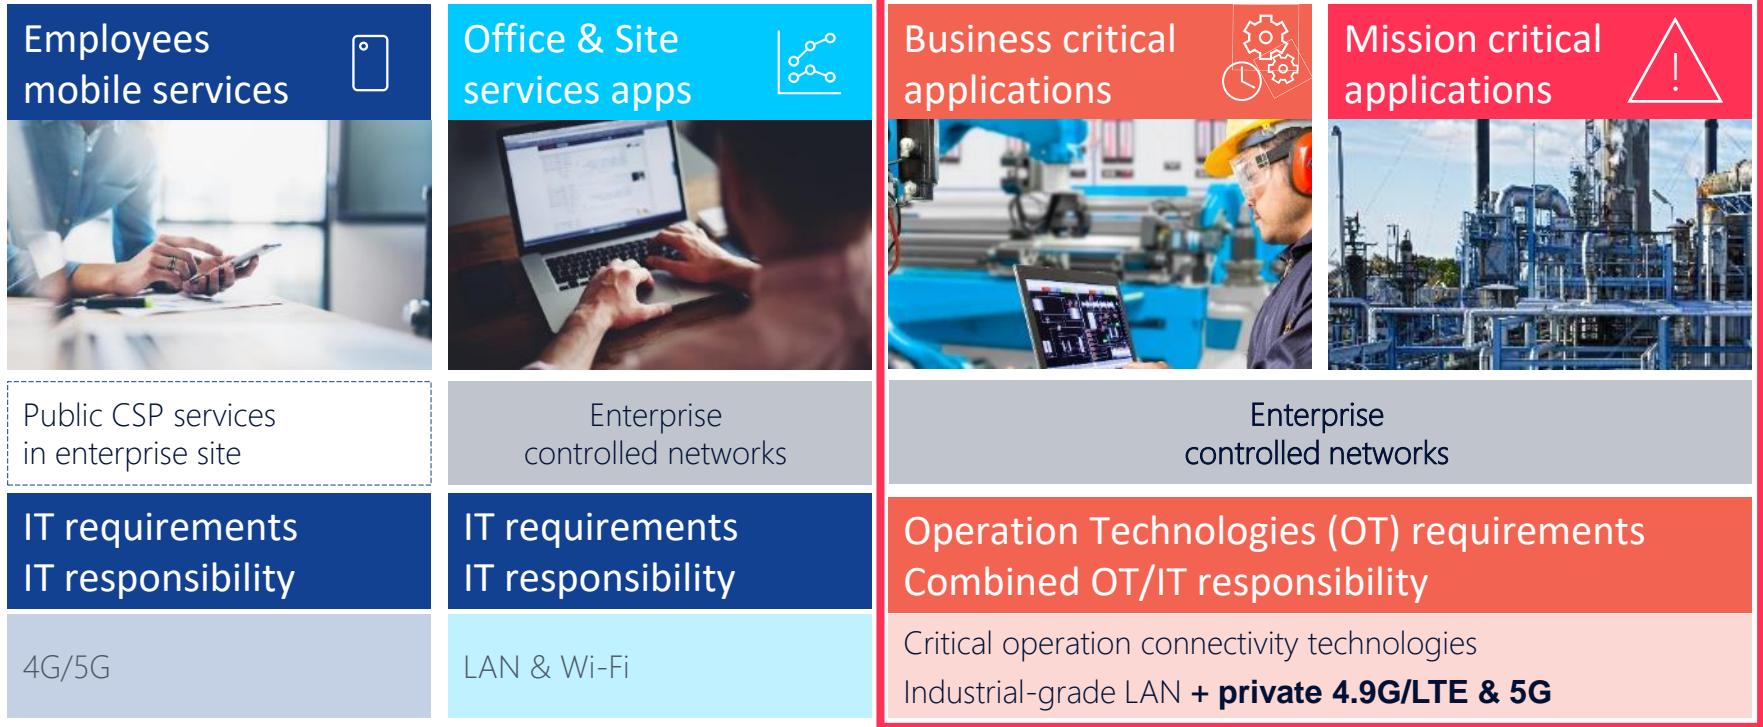 Employees
mobile services
Office & Site
services apps
Business critical
applications
Mission critical
applications
Public CSP services
in enterprise site
Enterprise
controlled networks
Enterprise
controlled networks
IT requirements
IT responsibility
IT requirements
IT responsibility
Operation Technologies (OT) requirements
Combined OT/IT responsibility
4G/5G
LAN & Wi-Fi
Critical operation connectivity technologies
Industrial-grade LAN + private 4.9G/LTE & 5G